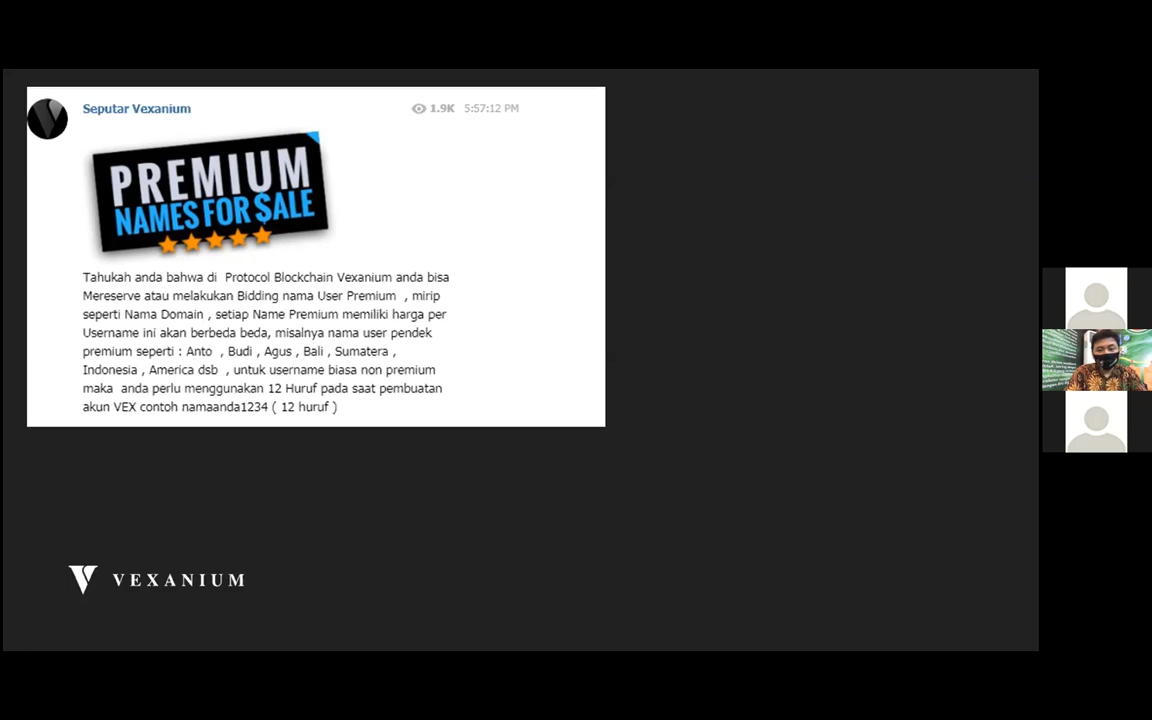 Seputar Vexanium
1.9K 5:57:12 PM
PREMIUM
NAMES FOR $ALE
Tahukah anda bahwa di Protocol Blockchain Vexanium anda bisa
Mereserve atau melakukan Bidding nama User Premium , mirip
seperti Nama Domain , setiap Name Premium memiliki harga per
Username ini akan berbeda beda, misalnya nama user pendek
premium seperti : Anto , Budi , Agus , Bali , Sumatera ,
Indonesia , America dsb , untuk username biasa non premium
maka anda perlu menggunakan 12 Huruf pada saat pembuatan
akun VEX contoh namaanda1234 ( 12 huruf )
VEXANIUM